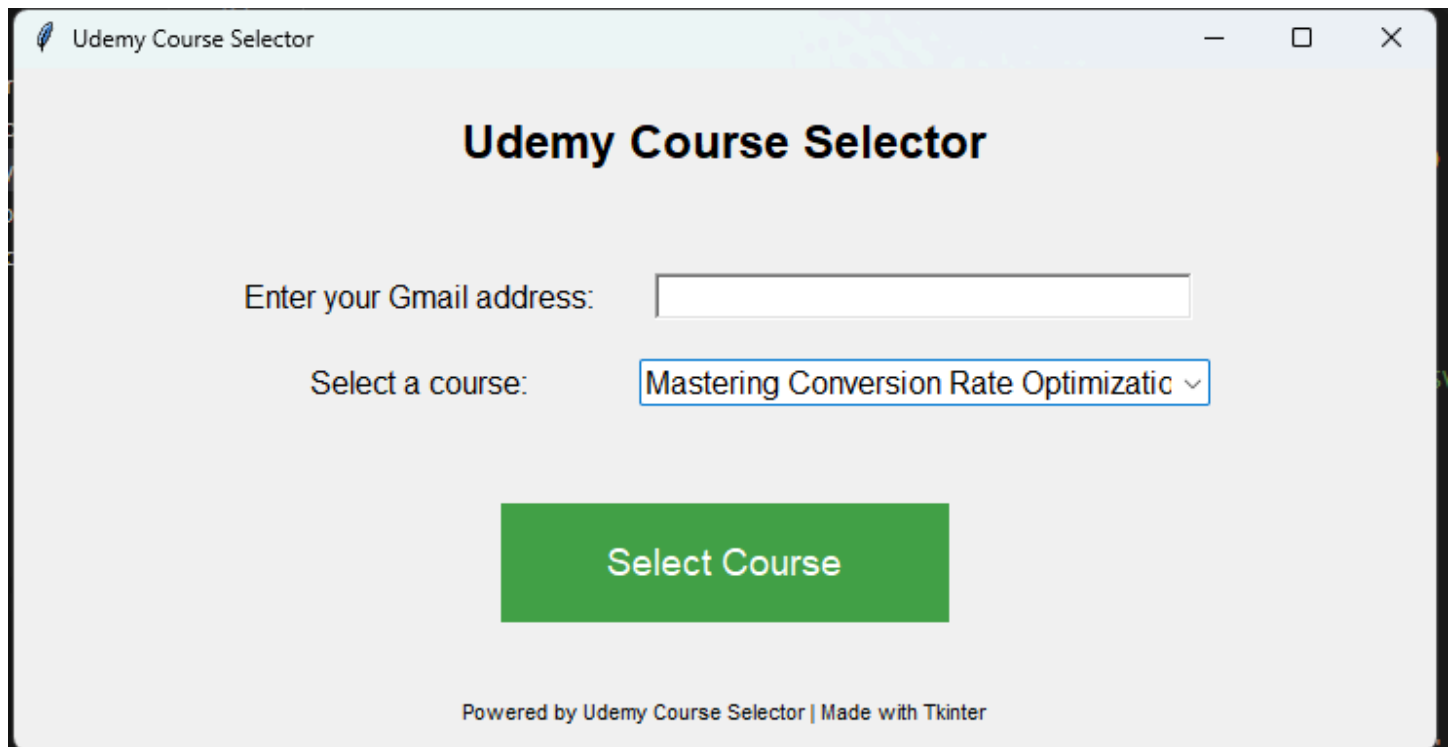 Udemy Course Selector
Udemy Course Selector
Enter your Gmail address:
Select a course: Mastering Conversion Rate Optimizatio
Select Course
Powered by Udemy Course Selector | Made with Tkinter